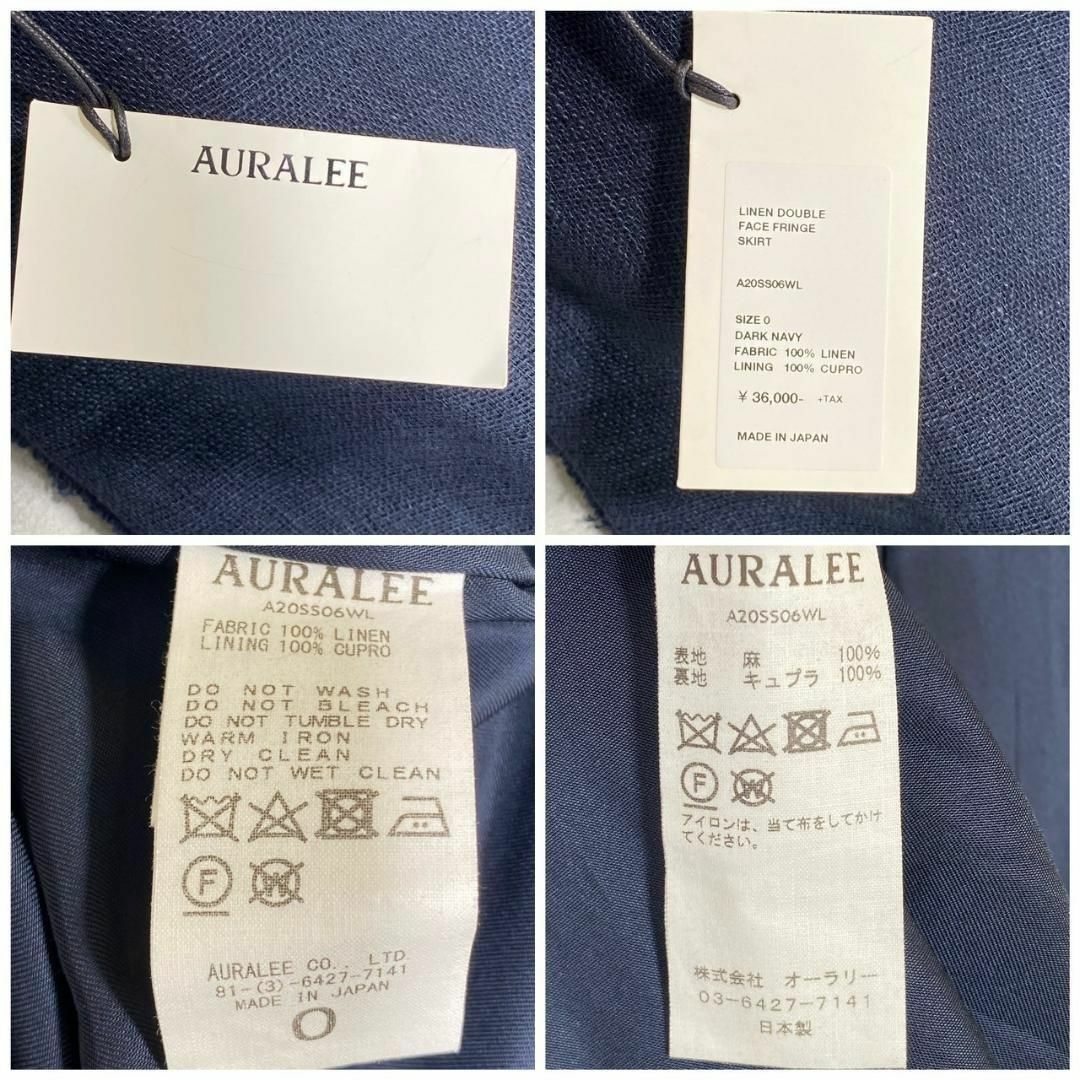 AURALEE
LINEN DOUBLE
FACE FRINGE
SKIRT
A20SS06WL
SIZE 0
DARK NAVY
FABRIC 100% LINEN
LINING 100% CUPRO
¥ 36,000- +TAX
MADE IN JAPAN
AURALEE
A20SS06WL
FABRIC 100% LINEN
LINING 100% CUPRO
DO NOT WASH
DO NOT BLEACH
DO NOT TUMBLE DRY
WARM IRON
DRY CLEAN
DO NOT WET CLEAN
F W
AURALEE CO., LTD.
81-(3)-6427-7141
MADE IN JAPAN
0
AURALEE
A20SS06WL
表地 麻 100%
裏地 キュプラ 100%
F W
アイロンは、当て布をしてかけ
てください。
株式会社 オーラリー
03-6427-7141
日本製